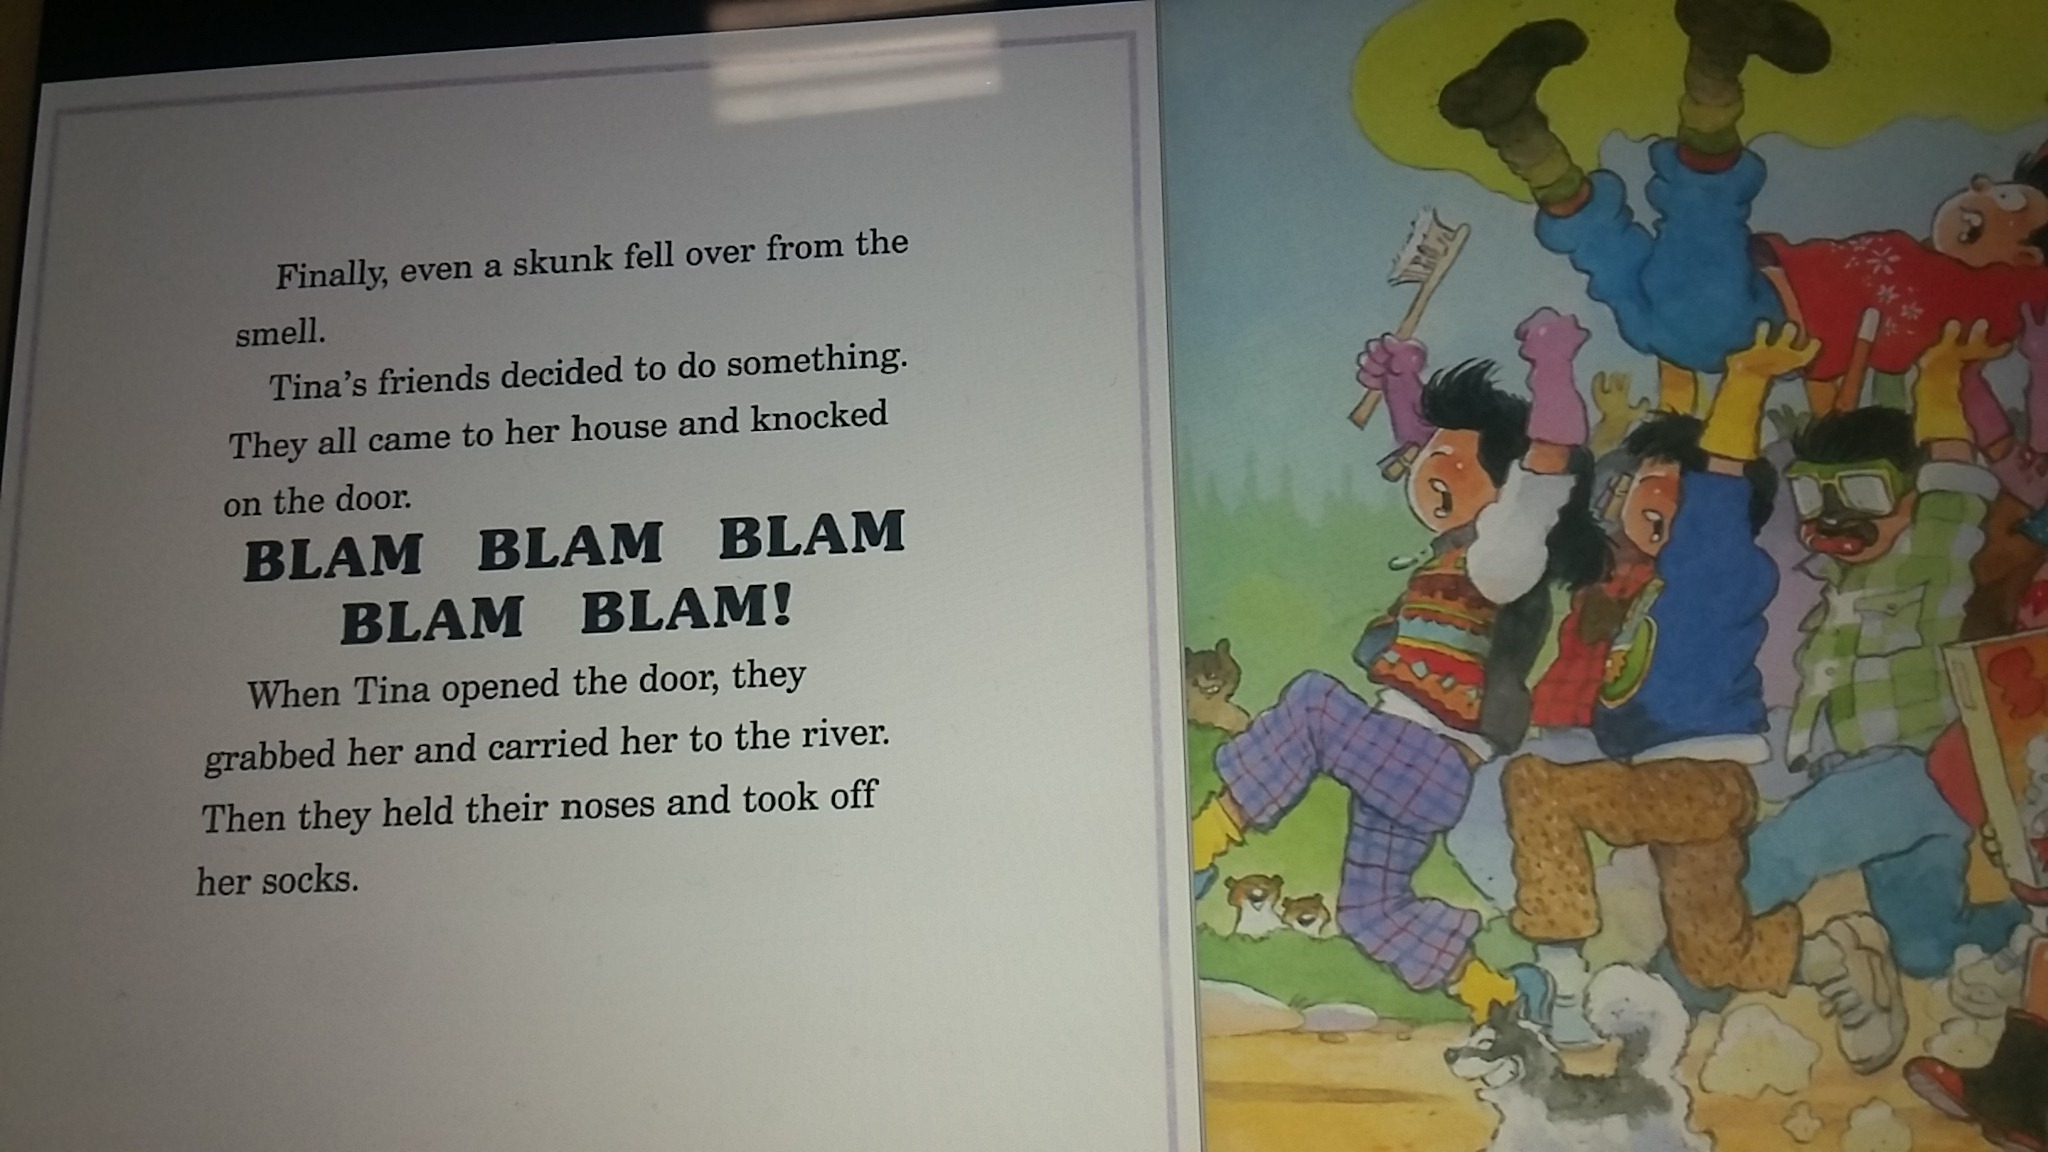 Finally, even a skunk fell over from the
smell.
Tina's friends decided to do something.
They all came to her house and knocked
on the door.
BLAM BLAM BLAM
BLAM BLAM!
When Tina opened the door, they
grabbed her and carried her to the river.
Then they held their noses and took off
her socks.